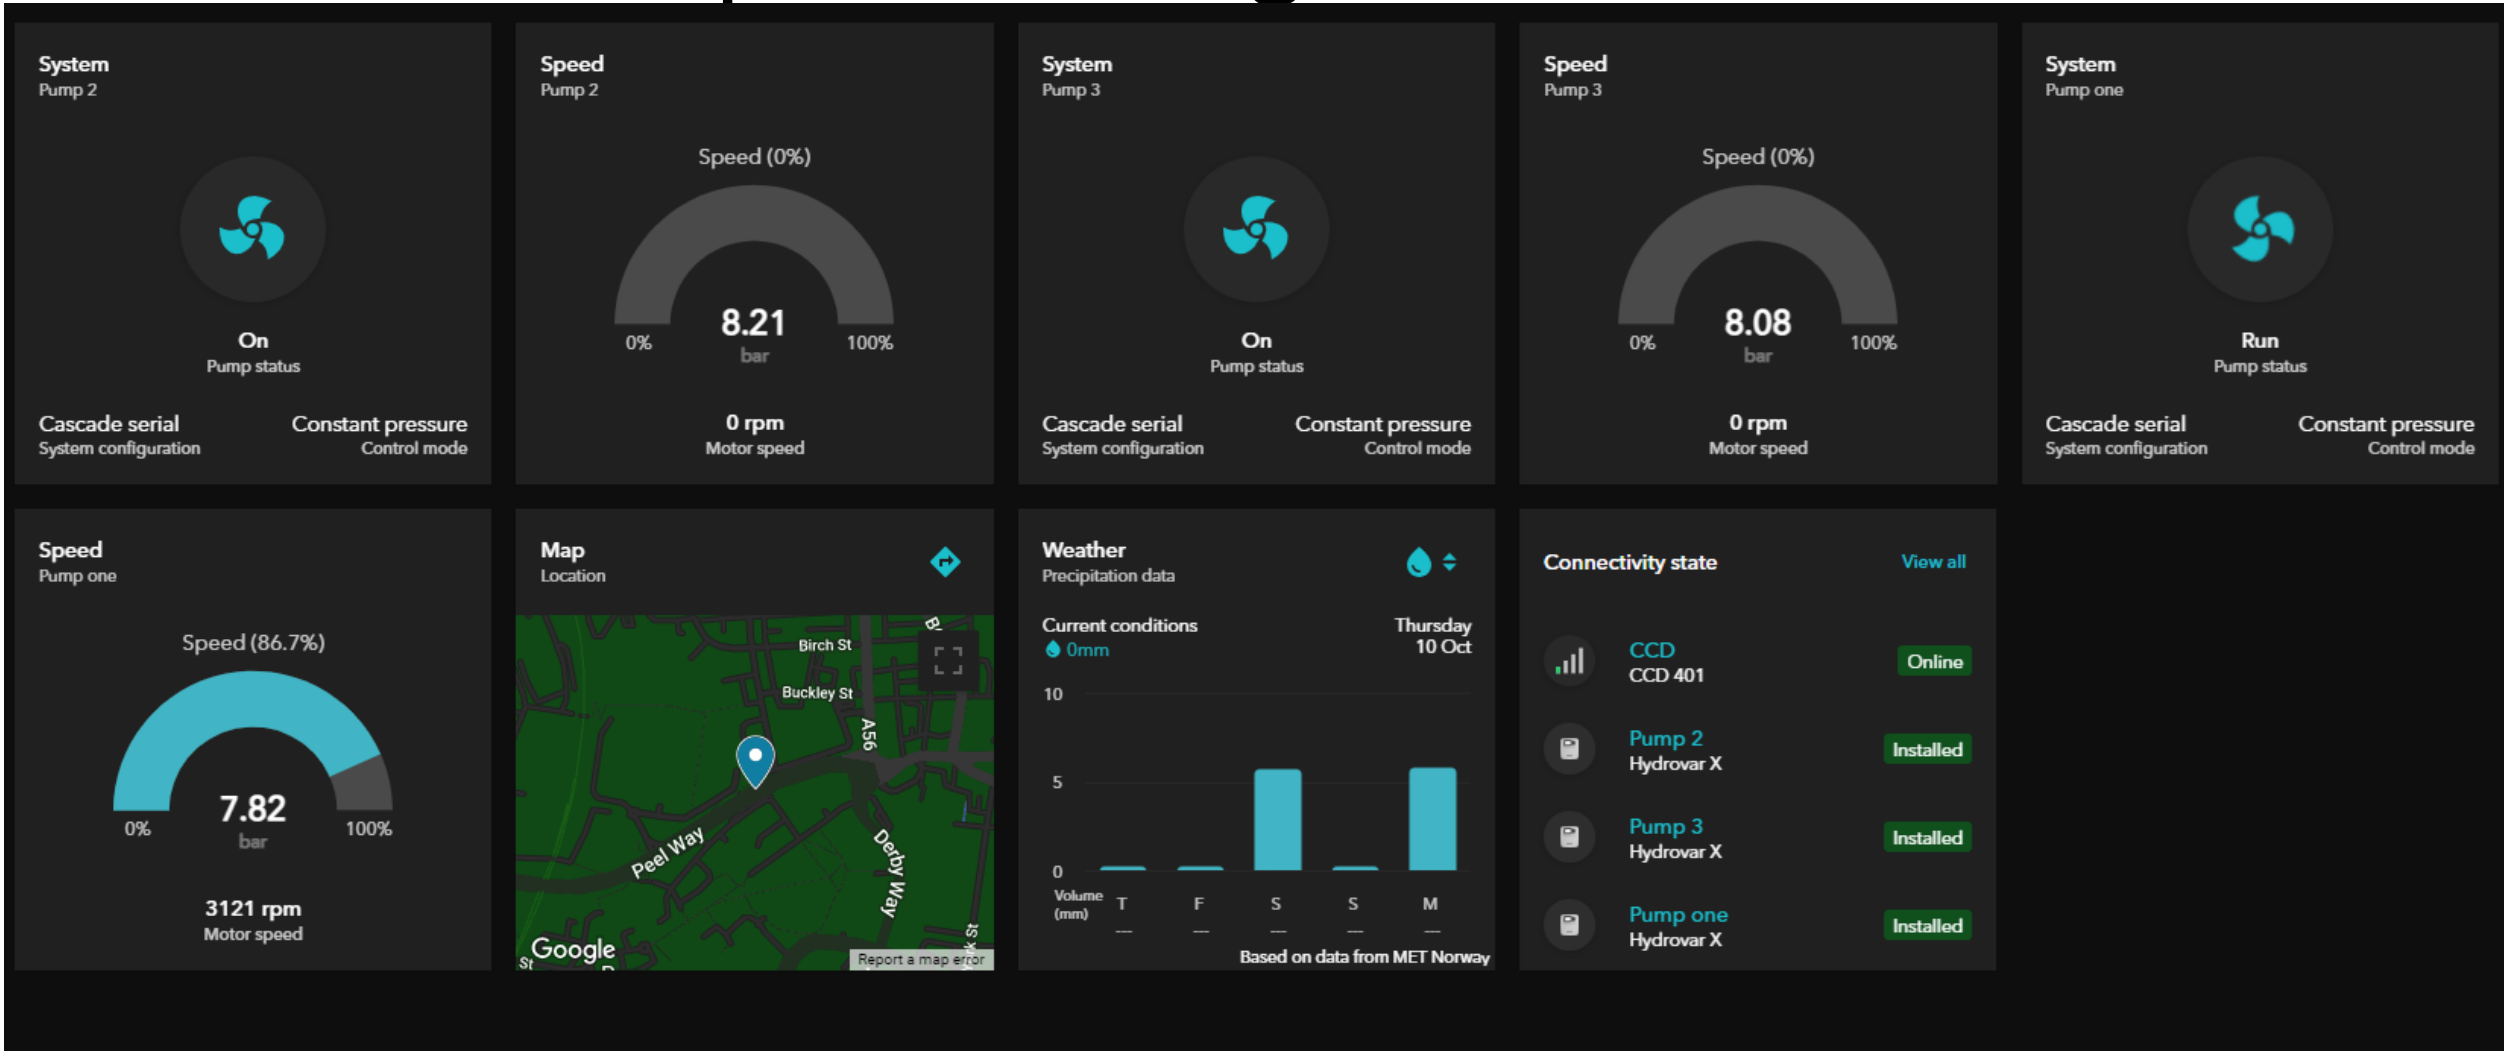 System
Pump 2
On
Pump status
Cascade serial
System configuration
Constant pressure
Control mode
Speed
Pump 2
Speed (0%)
8.21
bar
0%
100%
0 rpm
Motor speed
System
Pump 3
On
Pump status
Cascade serial
System configuration
Constant pressure
Control mode
Speed
Pump 3
Speed (0%)
8.08
bar
0%
100%
0 rpm
Motor speed
System
Pump one
Run
Pump status
Cascade serial
System configuration
Constant pressure
Control mode
Speed
Pump one
Speed (86.7%)
7.82
bar
0%
100%
3121 rpm
Motor speed
Map
Location
Birch St
Buckley St
A56
Peel Way
Derby Way
St
Google
Report a map error
Weather
Precipitation data
Current conditions
0mm
Thursday
10 Oct
10
5
0
Volume
(mm)
T F S S M
--- --- --- --- ---
Based on data from MET Norway
Connectivity state
View all
CCD
CCD 401
Online
Pump 2
Hydrovar X
Installed
Pump 3
Hydrovar X
Installed
Pump one
Hydrovar X
Installed